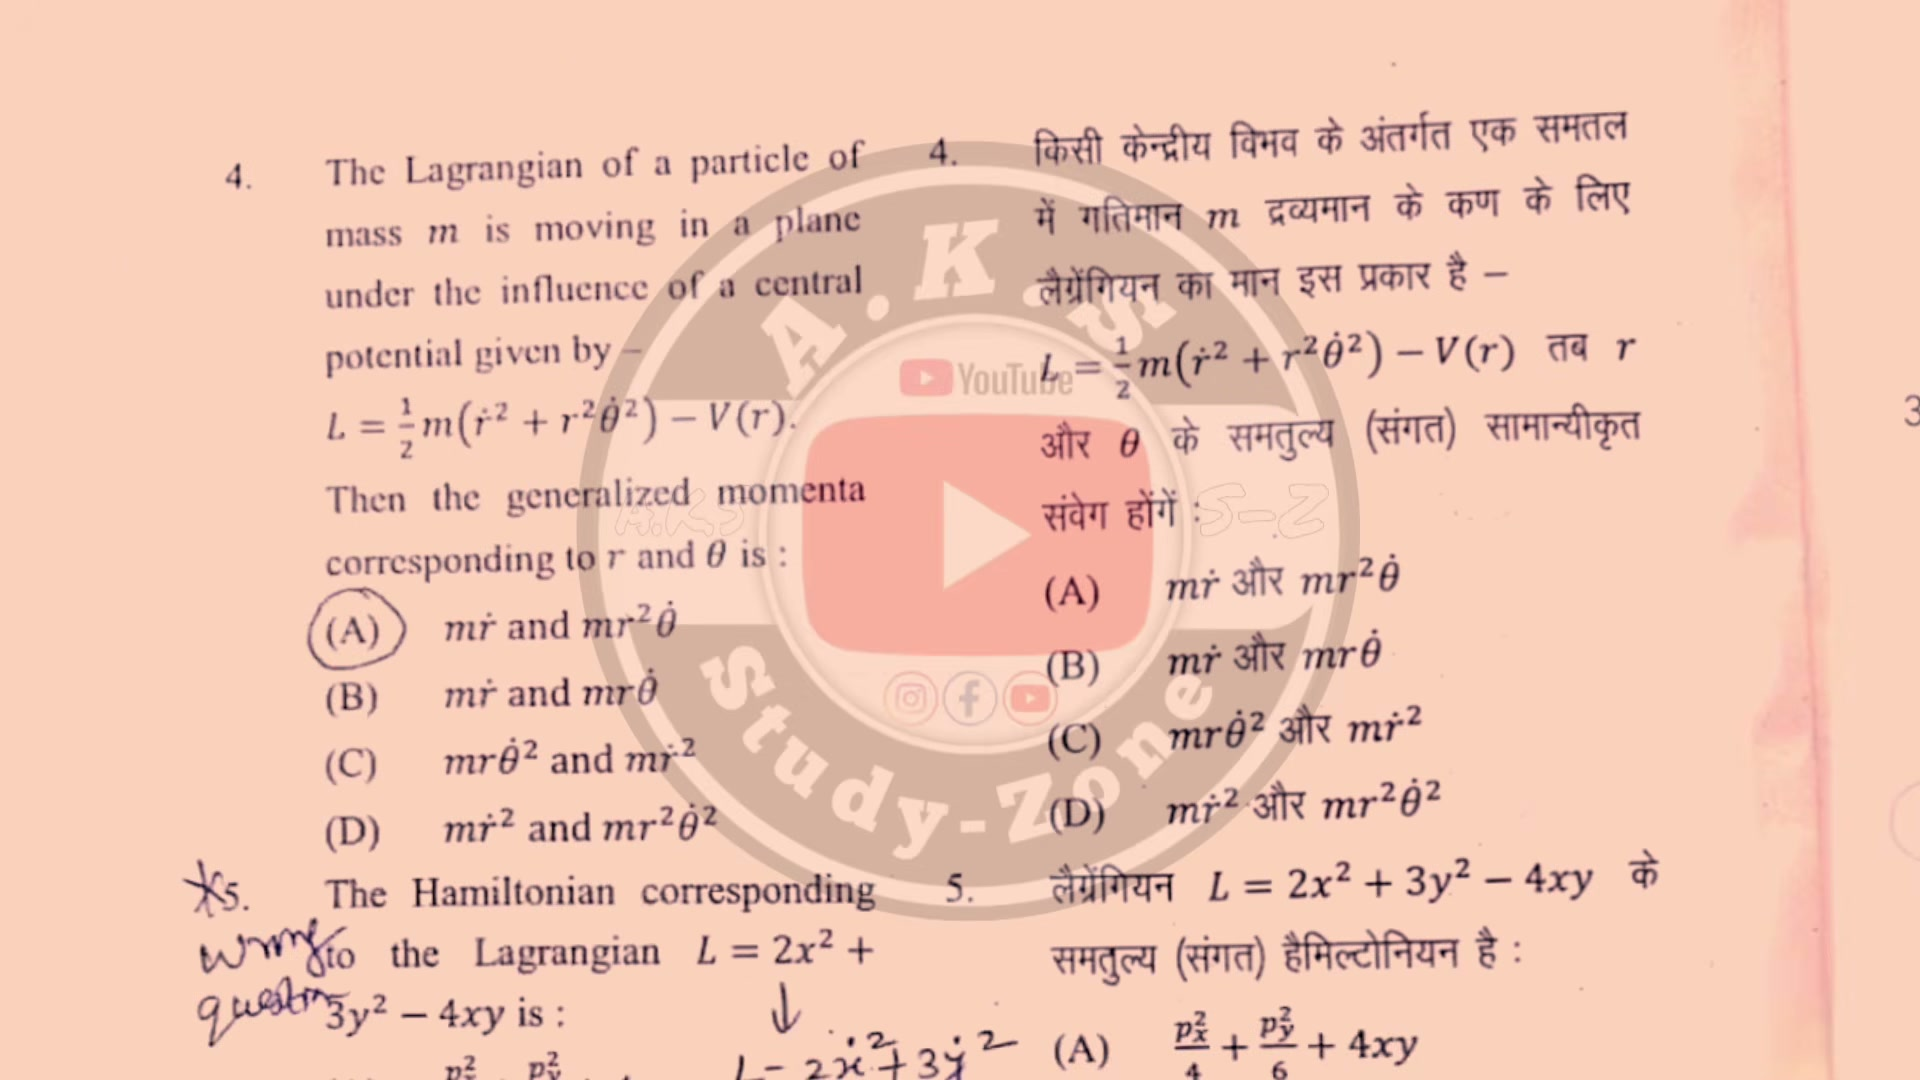 4. The Lagrangian of a particle of
mass m is moving in a plane
under the influence of a central
potential given by –
L = 1/2 m(ṙ² + r²θ̇²) – V(r).
Then the generalized momenta
corresponding to r and θ is :
(A) mṙ and mr²θ̇
(B) mṙ and mrθ̇
(C) mrθ̇² and mṙ²
(D) mṙ² and mr²θ̇²
5. The Hamiltonian corresponding
to the Lagrangian L = 2x² +
3y² – 4xy is :
wrong
question
↓
L = 2ẋ² + 3ẏ²
4. किसी केन्द्रीय विभव के अंतर्गत एक समतल
में गतिमान m द्रव्यमान के कण के लिए
लैग्रेंगियन का मान इस प्रकार है –
L = 1/2 m(ṙ² + r²θ̇²) – V(r) तब r
और θ के समतुल्य (संगत) सामान्यीकृत
संवेग होंगें :
(A) mṙ और mr²θ̇
(B) mṙ और mrθ̇
(C) mrθ̇² और mṙ²
(D) mṙ² और mr²θ̇²
5. लैग्रेंगियन L = 2x² + 3y² – 4xy के
समतुल्य (संगत) हैमिल्टोनियन है :
(A) pₓ²/4 + p_y²/6 + 4xy
3
A.K.S
YouTube
A.K.S S-Z
Study-Zone